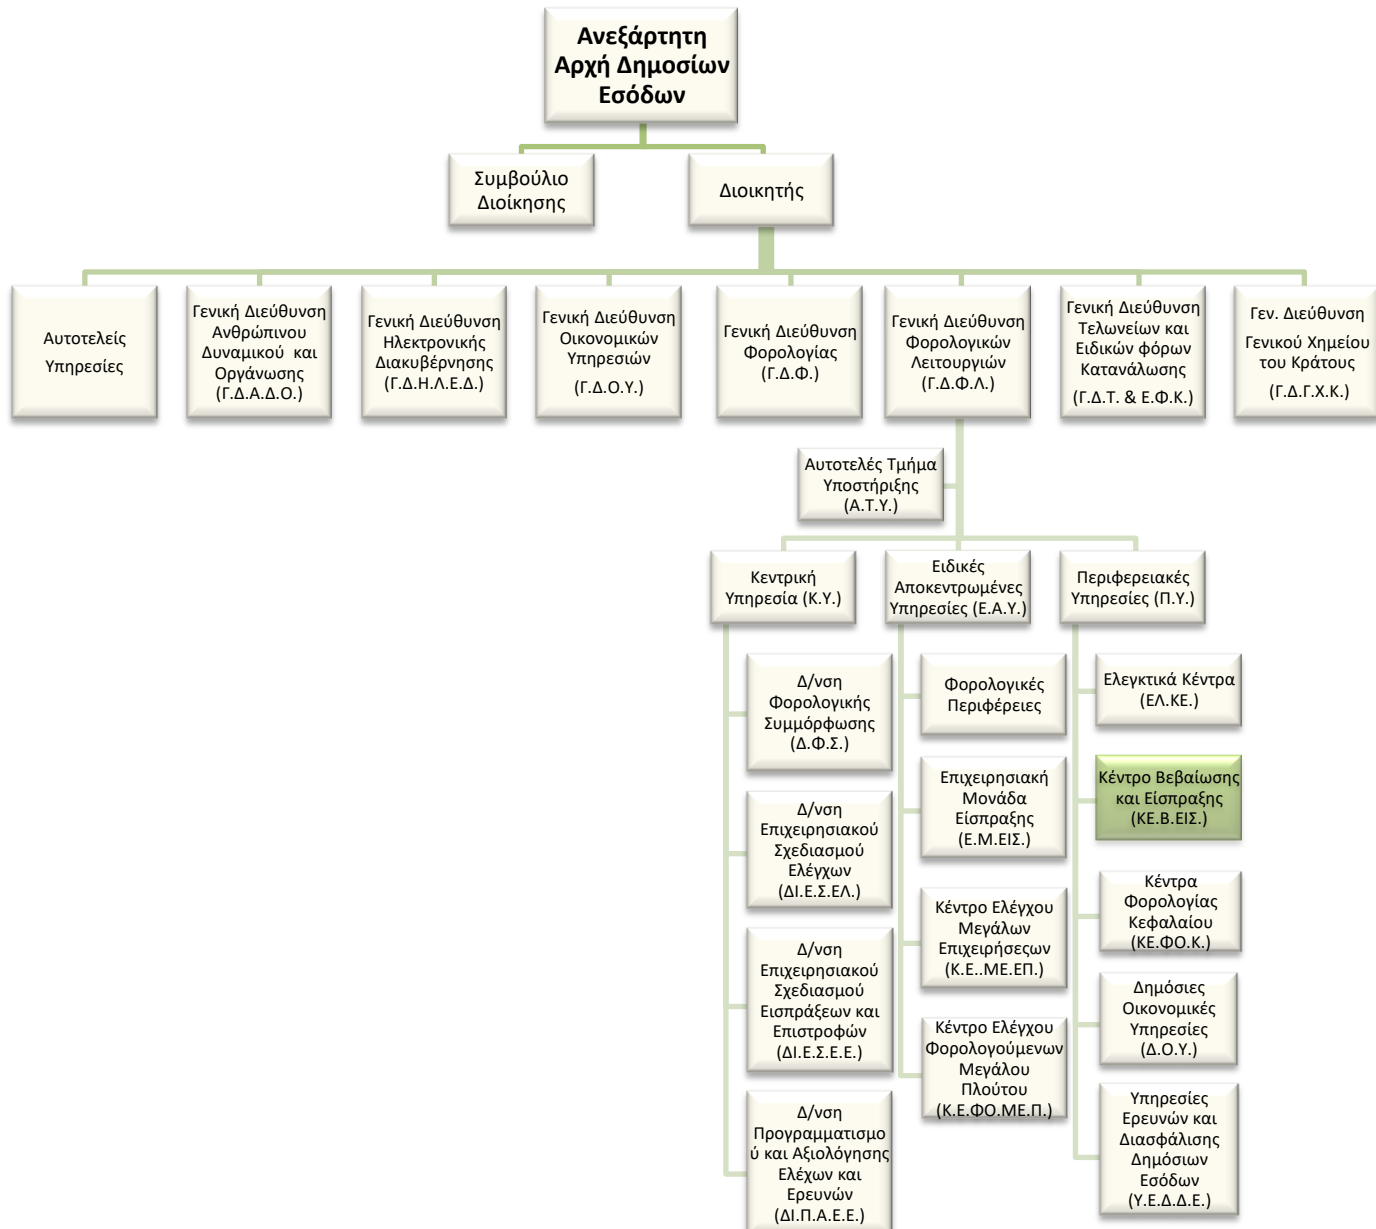 Ανεξάρτητη
Αρχή Δημοσίων
Εσόδων
Συμβούλιο
Διοίκησης
Διοικητής
Αυτοτελείς
Υπηρεσίες
Γενική Διεύθυνση
Ανθρώπινου
Δυναμικού και
Οργάνωσης
(Γ.Δ.Α.Δ.Ο.)
Γενική Διεύθυνση
Ηλεκτρονικής
Διακυβέρνησης
(Γ.Δ.Η.Λ.Ε.Δ.)
Γενική Διεύθυνση
Οικονομικών
Υπηρεσιών
(Γ.Δ.Ο.Υ.)
Γενική Διεύθυνση
Φορολογίας
(Γ.Δ.Φ.)
Γενική Διεύθυνση
Φορολογικών
Λειτουργιών
(Γ.Δ.Φ.Λ.)
Γενική Διεύθυνση
Τελωνείων και
Ειδικών φόρων
Κατανάλωσης
(Γ.Δ.Τ. & Ε.Φ.Κ.)
Γεν. Διεύθυνση
Γενικού Χημείου
του Κράτους
(Γ.Δ.Γ.Χ.Κ.)
Αυτοτελές Τμήμα
Υποστήριξης
(Α.Τ.Υ.)
Κεντρική
Υπηρεσία (Κ.Υ.)
Δ/νση
Φορολογικής
Συμμόρφωσης
(Δ.Φ.Σ.)
Δ/νση
Επιχειρησιακού
Σχεδιασμού
Ελέγχων
(ΔΙ.Ε.Σ.ΕΛ.)
Δ/νση
Επιχειρησιακού
Σχεδιασμού
Εισπράξεων και
Επιστροφών
(ΔΙ.Ε.Σ.Ε.Ε.)
Δ/νση
Προγραμματισμο
ύ και Αξιολόγησης
Ελέχων και
Ερευνών
(ΔΙ.Π.Α.Ε.Ε.)
Ειδικές
Αποκεντρωμένες
Υπηρεσίες (Ε.Α.Υ.)
Φορολογικές
Περιφέρειες
Επιχειρησιακή
Μονάδα
Είσπραξης
(Ε.Μ.ΕΙΣ.)
Κέντρο Ελέγχου
Μεγάλων
Επιχειρήσεςων
(Κ.Ε..ΜΕ.ΕΠ.)
Κέντρο Ελέγχου
Φορολογούμενων
Μεγάλου
Πλούτου
(Κ.Ε.ΦΟ.ΜΕ.Π.)
Περιφερειακές
Υπηρεσίες (Π.Υ.)
Ελεγκτικά Κέντρα
(ΕΛ.ΚΕ.)
Κέντρο Βεβαίωσης
και Είσπραξης
(ΚΕ.Β.ΕΙΣ.)
Κέντρα
Φορολογίας
Κεφαλαίου
(ΚΕ.ΦΟ.Κ.)
Δημόσιες
Οικονομικές
Υπηρεσίες
(Δ.Ο.Υ.)
Υπηρεσίες
Ερευνών και
Διασφάλισης
Δημόσιων
Εσόδων
(Υ.Ε.Δ.Δ.Ε.)